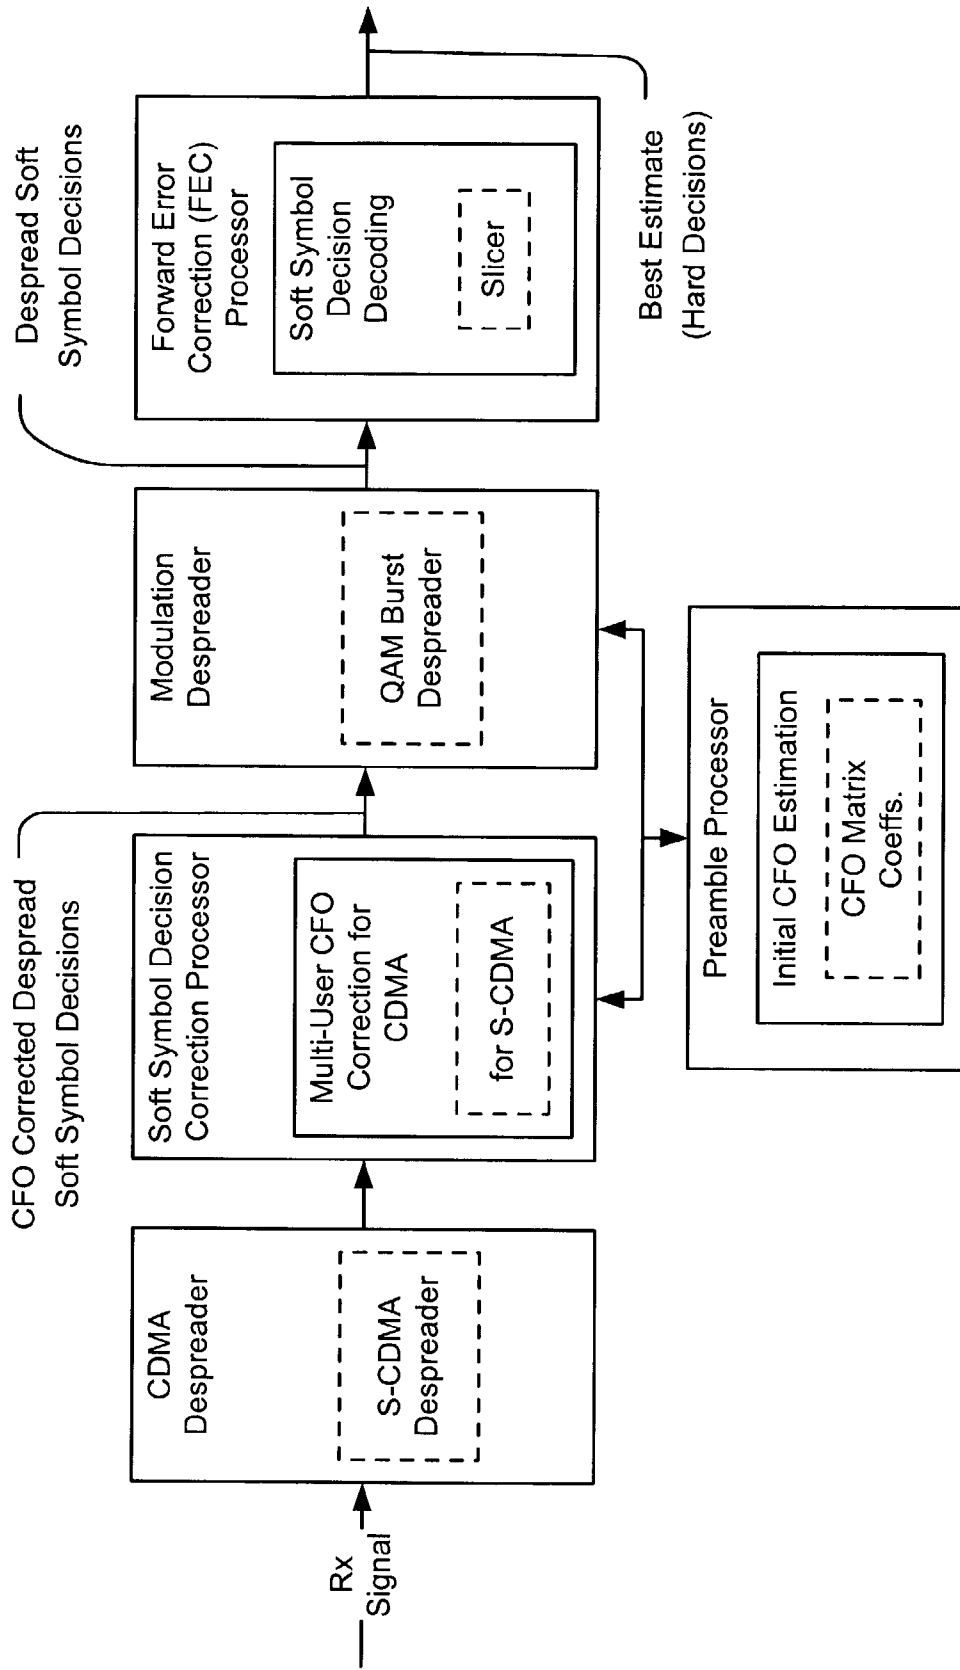 Rx
Signal
CDMA
Despreader
S-CDMA
Despreader
CFO Corrected Despread
Soft Symbol Decisions
Soft Symbol Decision
Correction Processor
Multi-User CFO
Correction for
CDMA
for S-CDMA
Modulation
Despreader
QAM Burst
Despreader
Despread Soft
Symbol Decisions
Forward Error
Correction (FEC)
Processor
Soft Symbol
Decision
Decoding
Slicer
Best Estimate
(Hard Decisions)
Preamble Processor
Initial CFO Estimation
CFO Matrix
Coeffs.